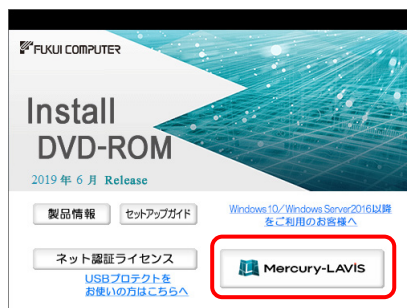 FUKUI COMPUTER
Install
DVD-ROM
2019 年 6 月 Release
製品情報
セットアップガイド
Windows10／Windows Server2016以降
をご利用のお客様へ
ネット認証ライセンス
Mercury-LAVIS
USBプロテクトを
お使いの方はこちらへ